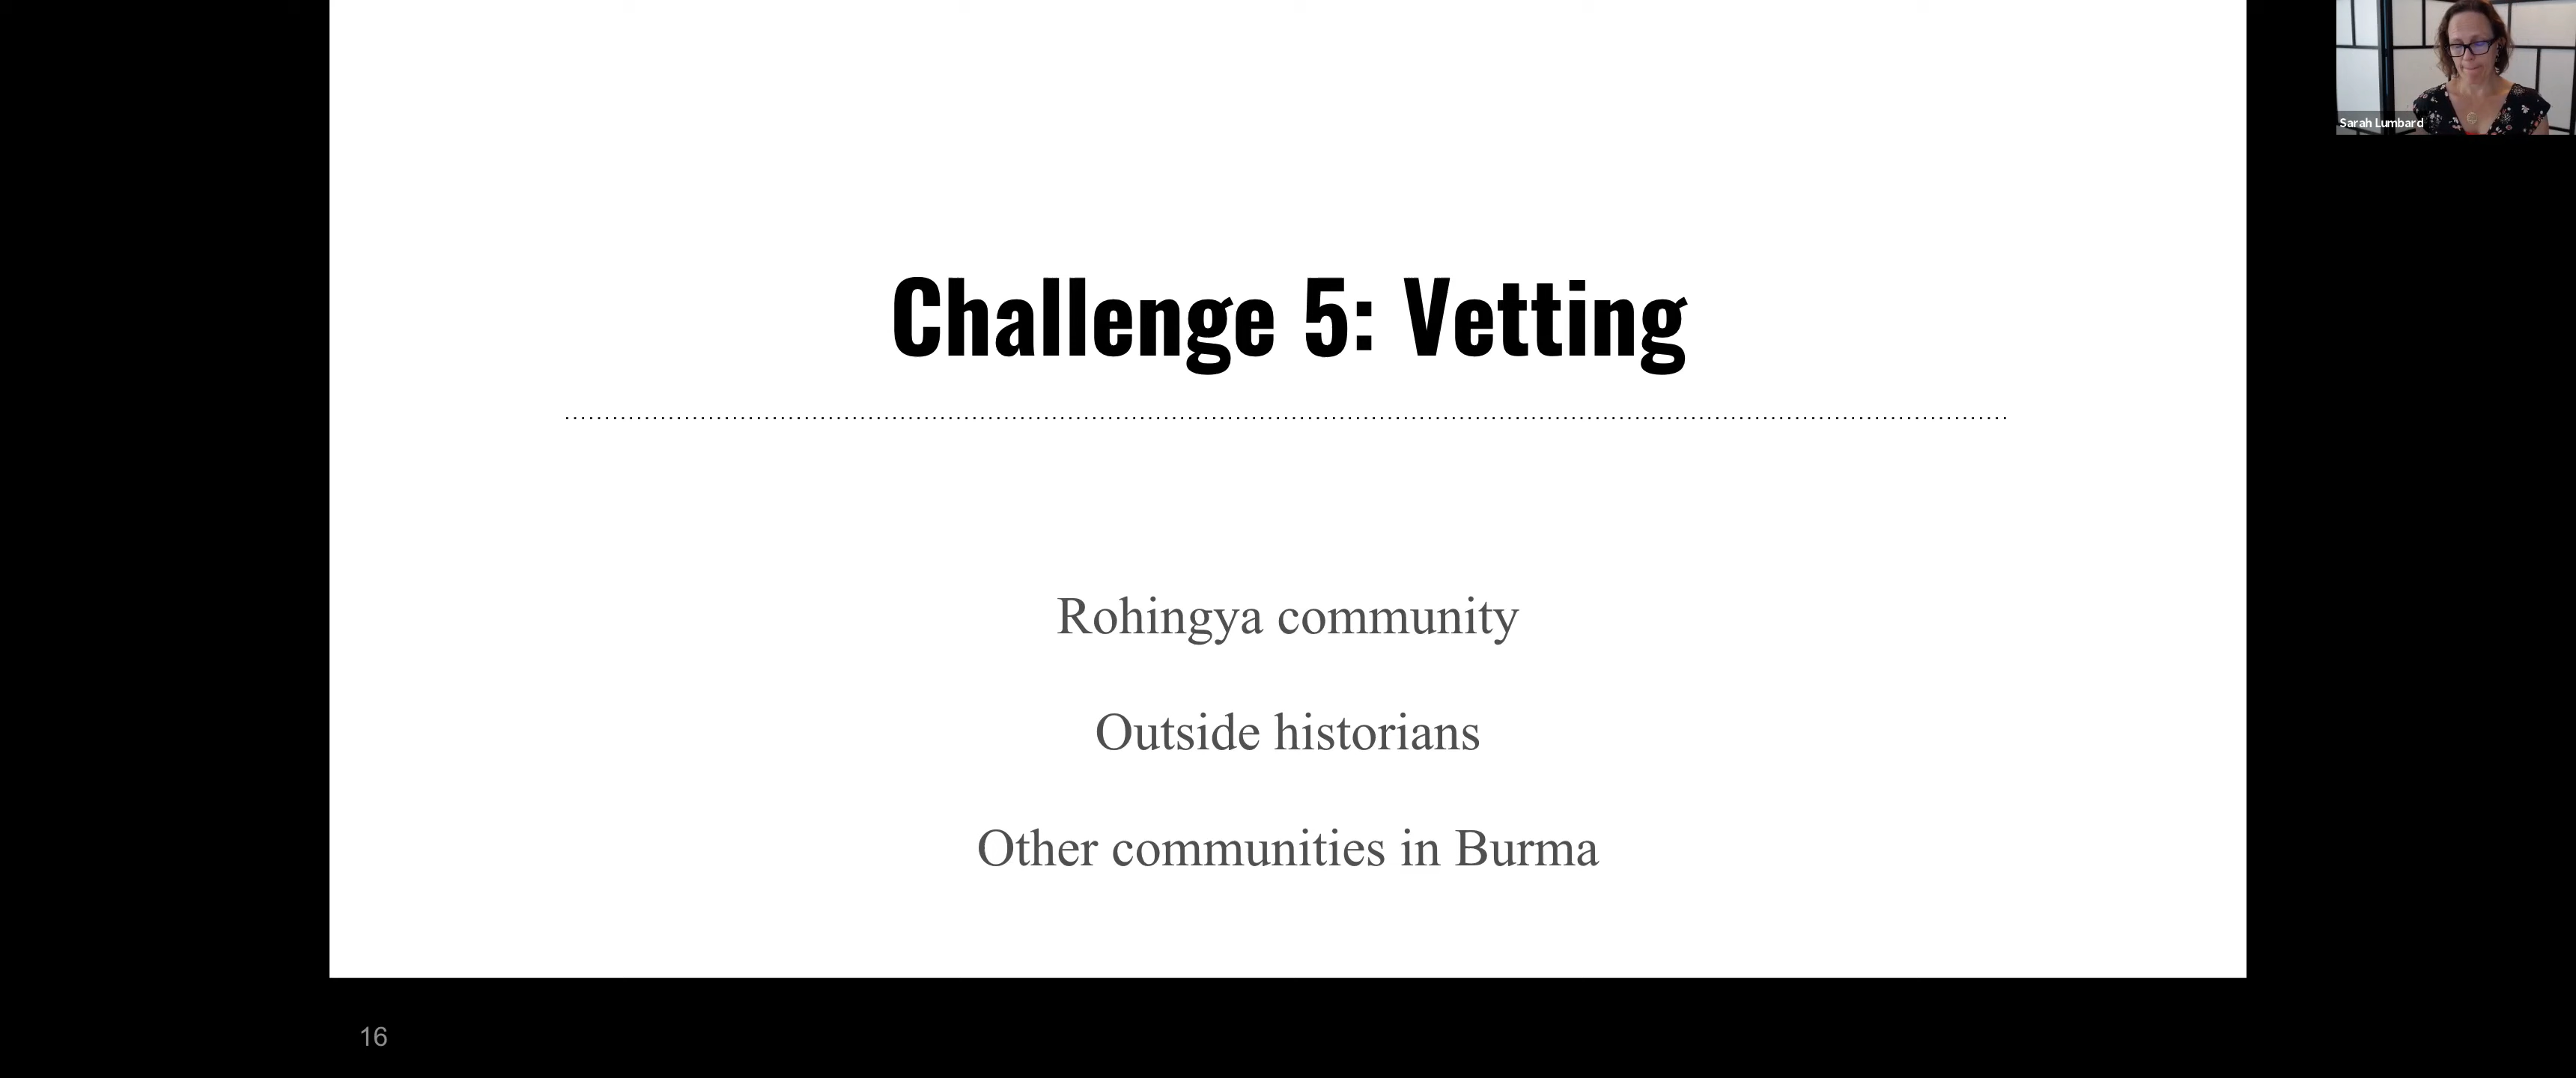 Challenge 5: Vetting
Rohingya community
Outside historians
Other communities in Burma
Sarah Lumbard
16